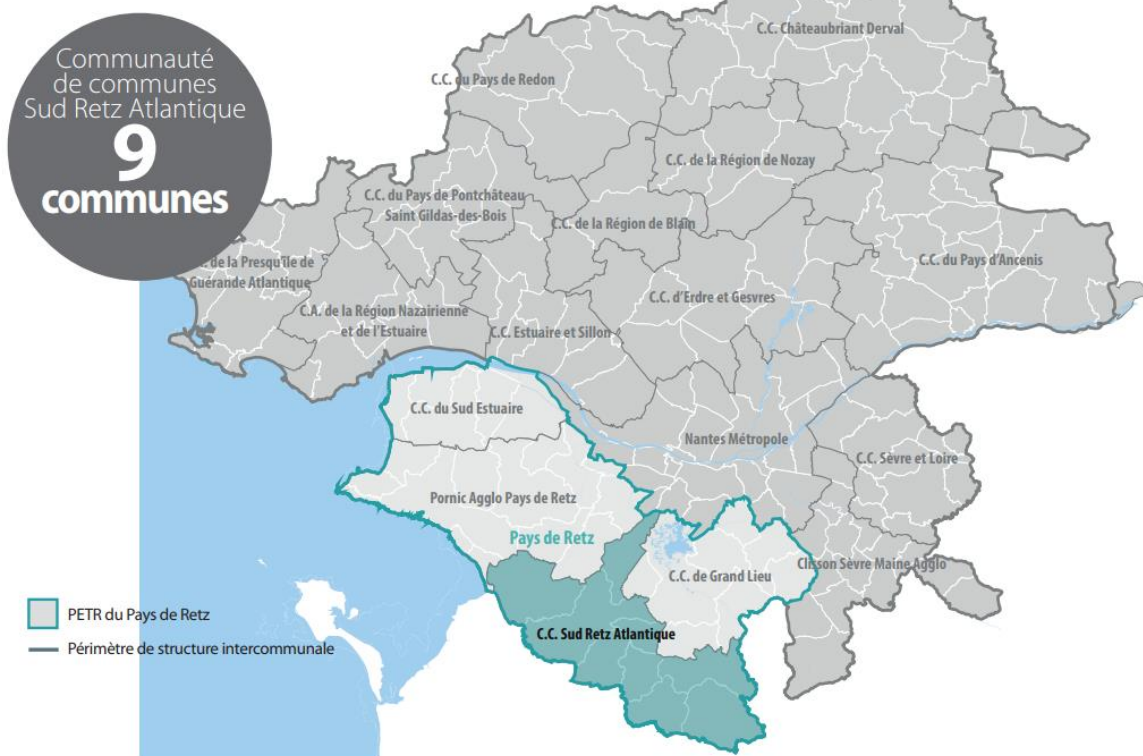 Communauté
de communes
Sud Retz Atlantique
9
communes
C.C. Châteaubriant Derval
C.C. du Pays de Redon
C.C. de la Région de Nozay
C.C. du Pays de Pontchâteau
Saint Gildas-des-Bois
C.C. de la Région de Blain
de la Presqu'île de
Guérande Atlantique
C.C. du Pays d'Ancenis
C.C. d'Erdre et Gesvres
C.A. de la Région Nazairienne
et de l'Estuaire
C.C. Estuaire et Sillon
C.C. du Sud Estuaire
Nantes Métropole
C.C. Sèvre et Loire
Pornic Agglo Pays de Retz
Pays de Retz
C.C. de Grand Lieu
Clisson Sèvre Maine Agglo
C.C. Sud Retz Atlantique
PETR du Pays de Retz
Périmètre de structure intercommunale